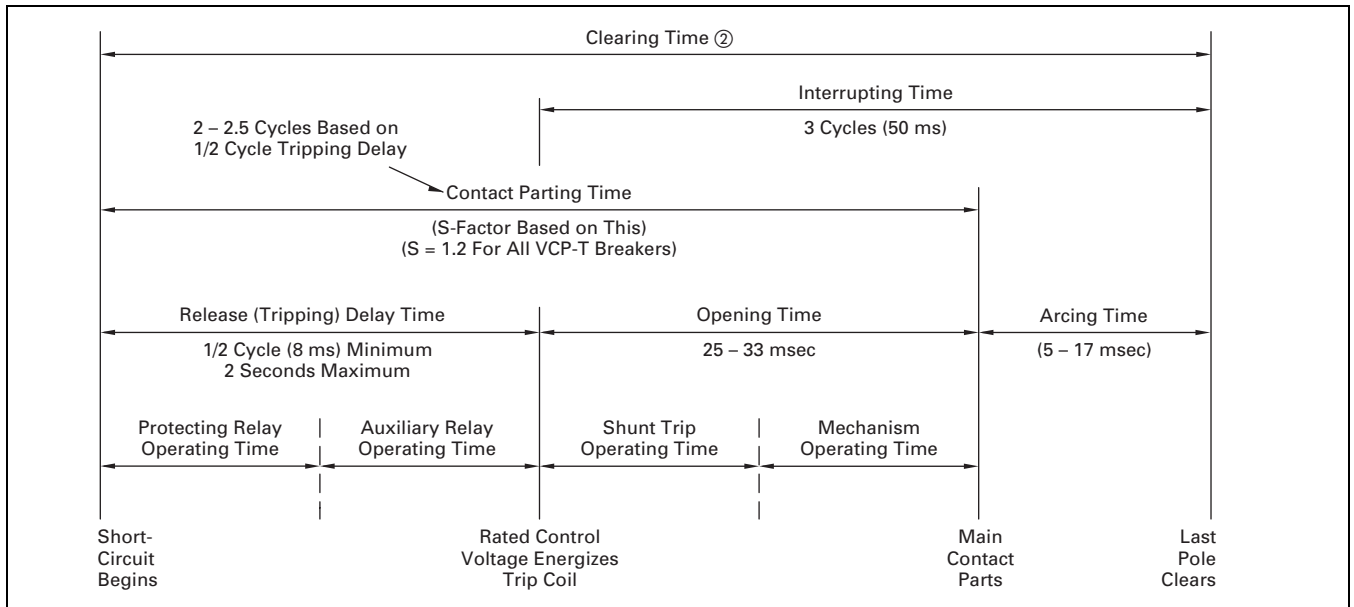 Clearing Time ②
Interrupting Time
3 Cycles (50 ms)
2 – 2.5 Cycles Based on
1/2 Cycle Tripping Delay
Contact Parting Time
(S-Factor Based on This)
(S = 1.2 For All VCP-T Breakers)
Release (Tripping) Delay Time
1/2 Cycle (8 ms) Minimum
2 Seconds Maximum
Opening Time
25 – 33 msec
Arcing Time
(5 – 17 msec)
Protecting Relay
Operating Time
Auxiliary Relay
Operating Time
Shunt Trip
Operating Time
Mechanism
Operating Time
Short-
Circuit
Begins
Rated Control
Voltage Energizes
Trip Coil
Main
Contact
Parts
Last
Pole
Clears